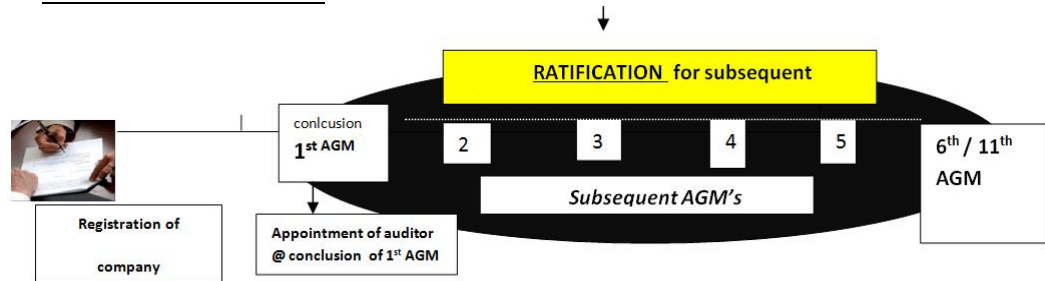 RATIFICATION for subsequent
conlcusion
1st AGM
2
3
4
5
6th / 11th
AGM
Subsequent AGM's
Registration of
company
Appointment of auditor
@ conclusion of 1st AGM